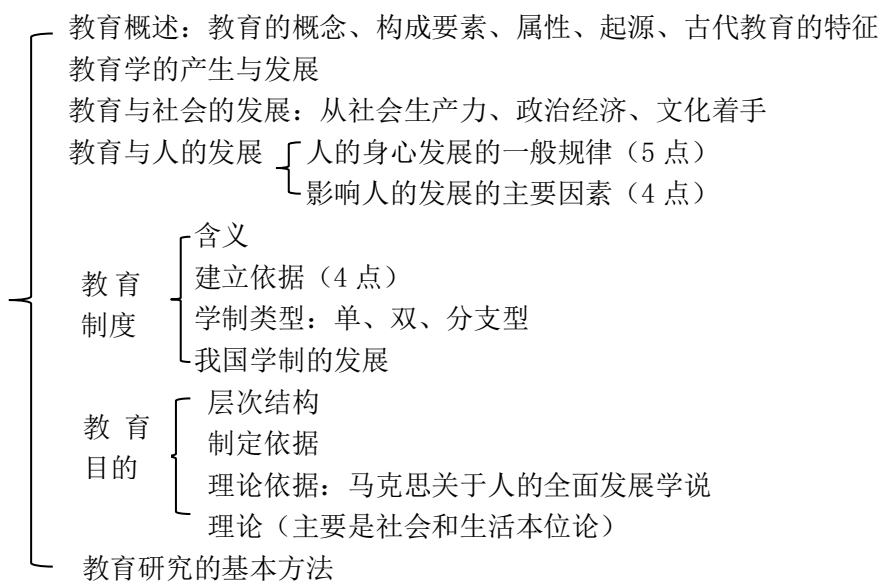 教育概述：教育的概念、构成要素、属性、起源、古代教育的特征
教育学的产生与发展
教育与社会的发展：从社会生产力、政治经济、文化着手
教育与人的发展
人的身心发展的一般规律（5 点）
影响人的发展的主要因素（4 点）
教育
制度
含义
建立依据（4 点）
学制类型：单、双、分支型
我国学制的发展
教 育
目的
层次结构
制定依据
理论依据：马克思关于人的全面发展学说
理论（主要是社会和生活本位论）
教育研究的基本方法